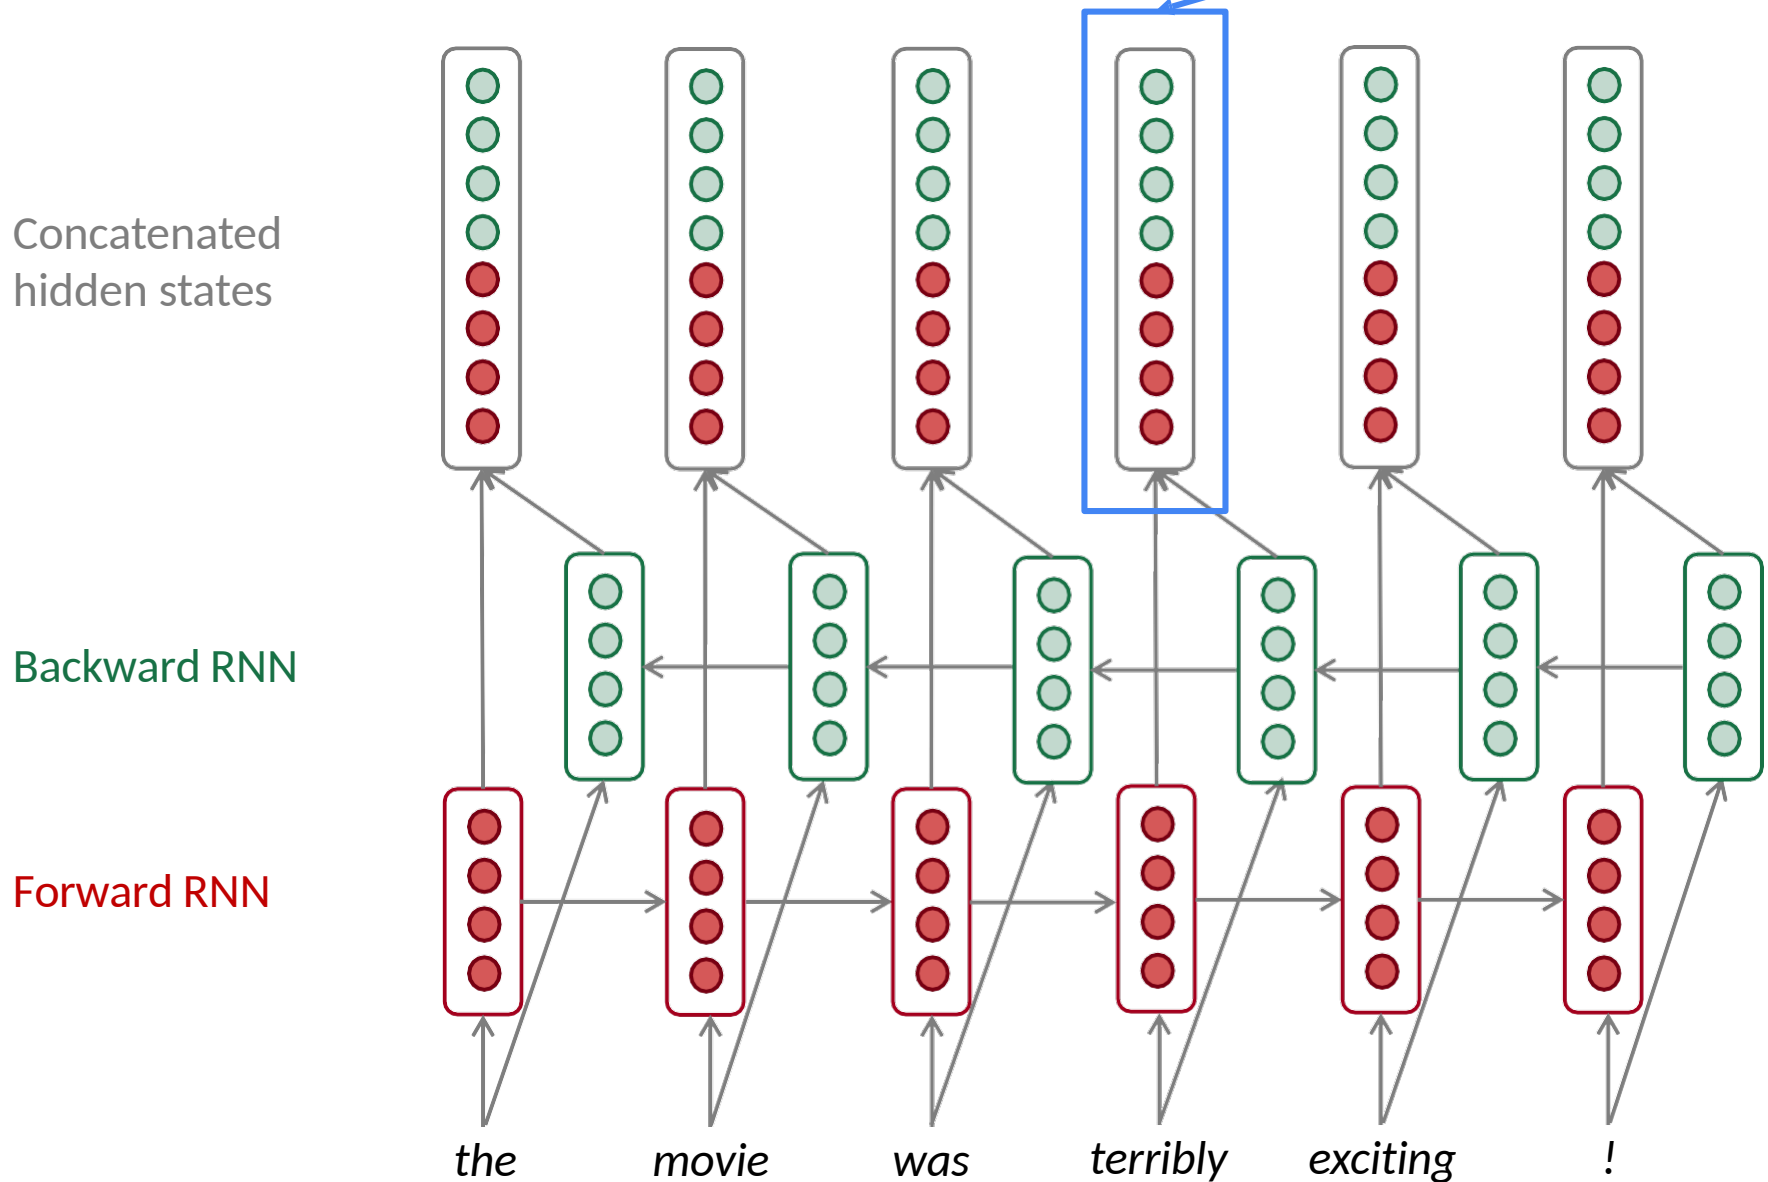 Concatenated
hidden states
Backward RNN
Forward RNN
the movie was terribly exciting !